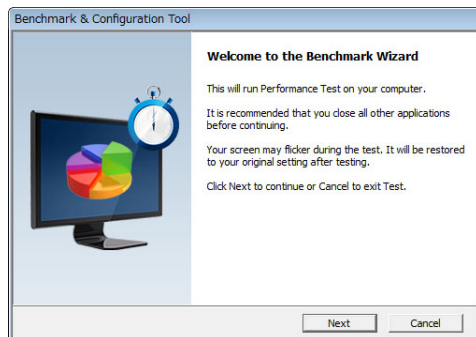 Benchmark & Configuration Tool
Welcome to the Benchmark Wizard
This will run Performance Test on your computer.
It is recommended that you close all other applications
before continuing.
Your screen may flicker during the test. It will be restored
to your original setting after testing.
Click Next to continue or Cancel to exit Test.
Next
Cancel